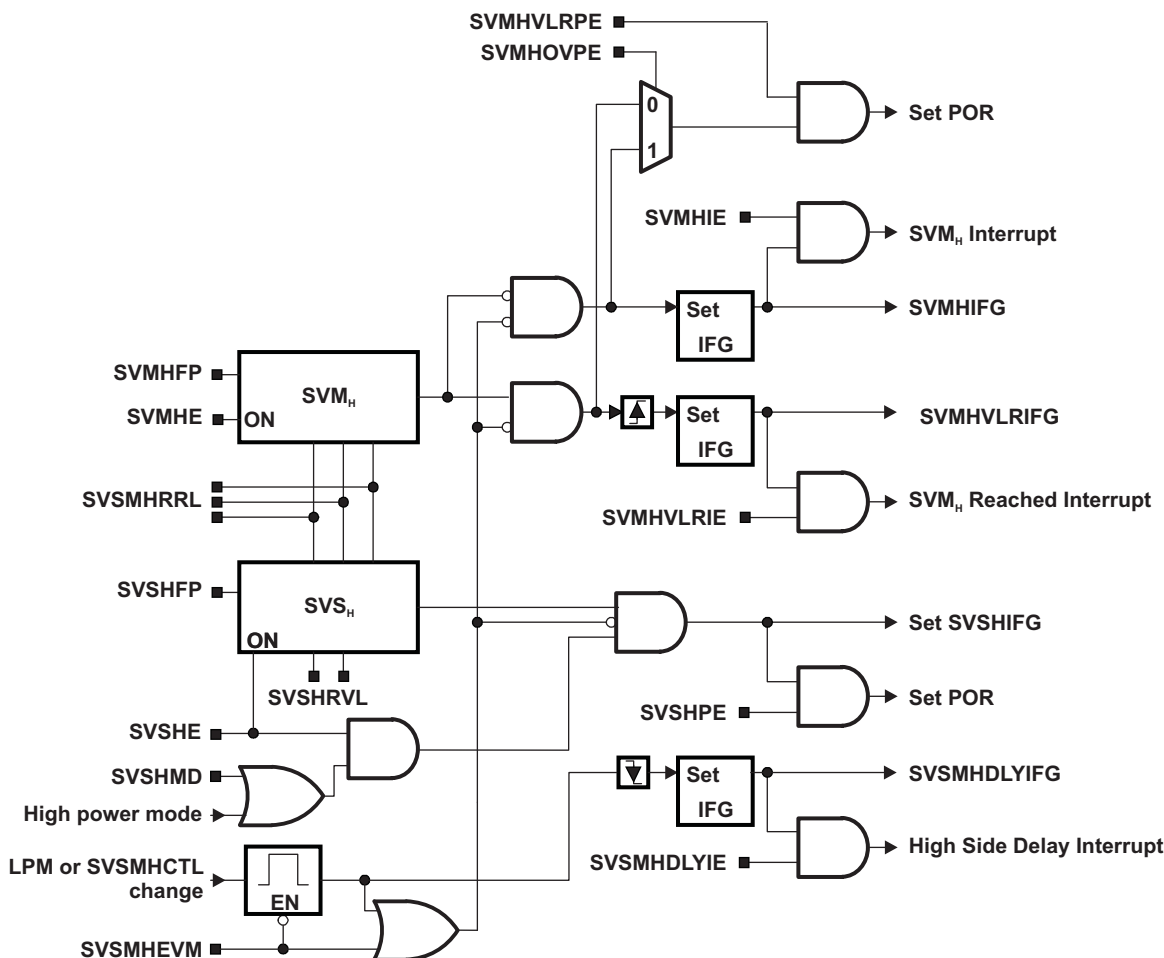 SVMHVLRPE
SVMHOVPE
0
1
Set POR
SVMHIE
SVMH Interrupt
Set
IFG
SVMHIFG
SVMHFP
SVMHE
ON
SVMH
Set
IFG
SVMHVLRIFG
SVSMHRRL
SVMHVLRIE
SVMH Reached Interrupt
SVSHFP
SVSH
ON
Set SVSHIFG
SVSHRVL
SVSHPE
Set POR
SVSHE
SVSHMD
High power mode
Set
IFG
SVSMHDLYIFG
LPM or SVSMHCTL
change
EN
SVSMHDLYIE
High Side Delay Interrupt
SVSMHEVM